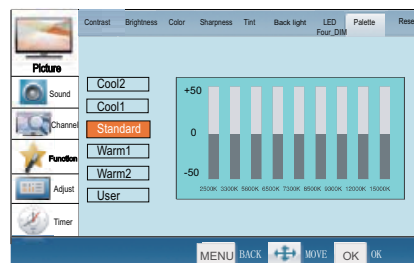 Contrast Brightness Color Sharpness Tint Back light LED Four_DIM Palette Rese
Picture
Sound
Channel
Function
Adjust
Timer
Cool2
Cool1
Standard
Warm1
Warm2
User
+50
0
-50
2500K 3300K 5600K 6500K 7300K 8500K 9300K 12000K 15000K
MENU BACK MOVE OK OK